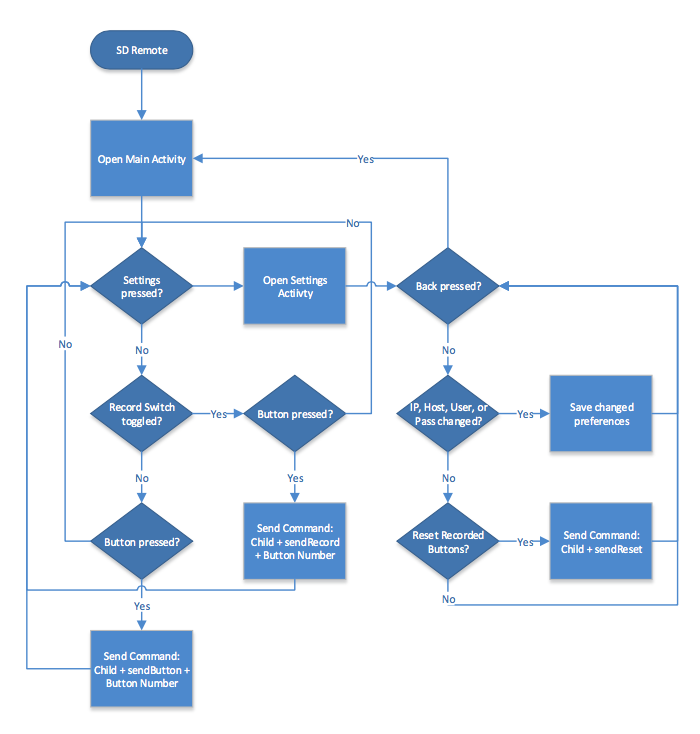 SD Remote
Open Main Activity
Yes
No
Settings
pressed?
Open Settings
Actiivty
Back pressed?
No
No
No
Record Switch
toggled?
Yes
Button pressed?
IP, Host, User, or
Pass changed?
Yes
Save changed
preferences
No
Yes
No
Button pressed?
Send Command:
Child + sendRecord
+ Button Number
Reset Recorded
Buttons?
Yes
Send Command:
Child + sendReset
Yes
No
Send Command:
Child + sendButton +
Button Number